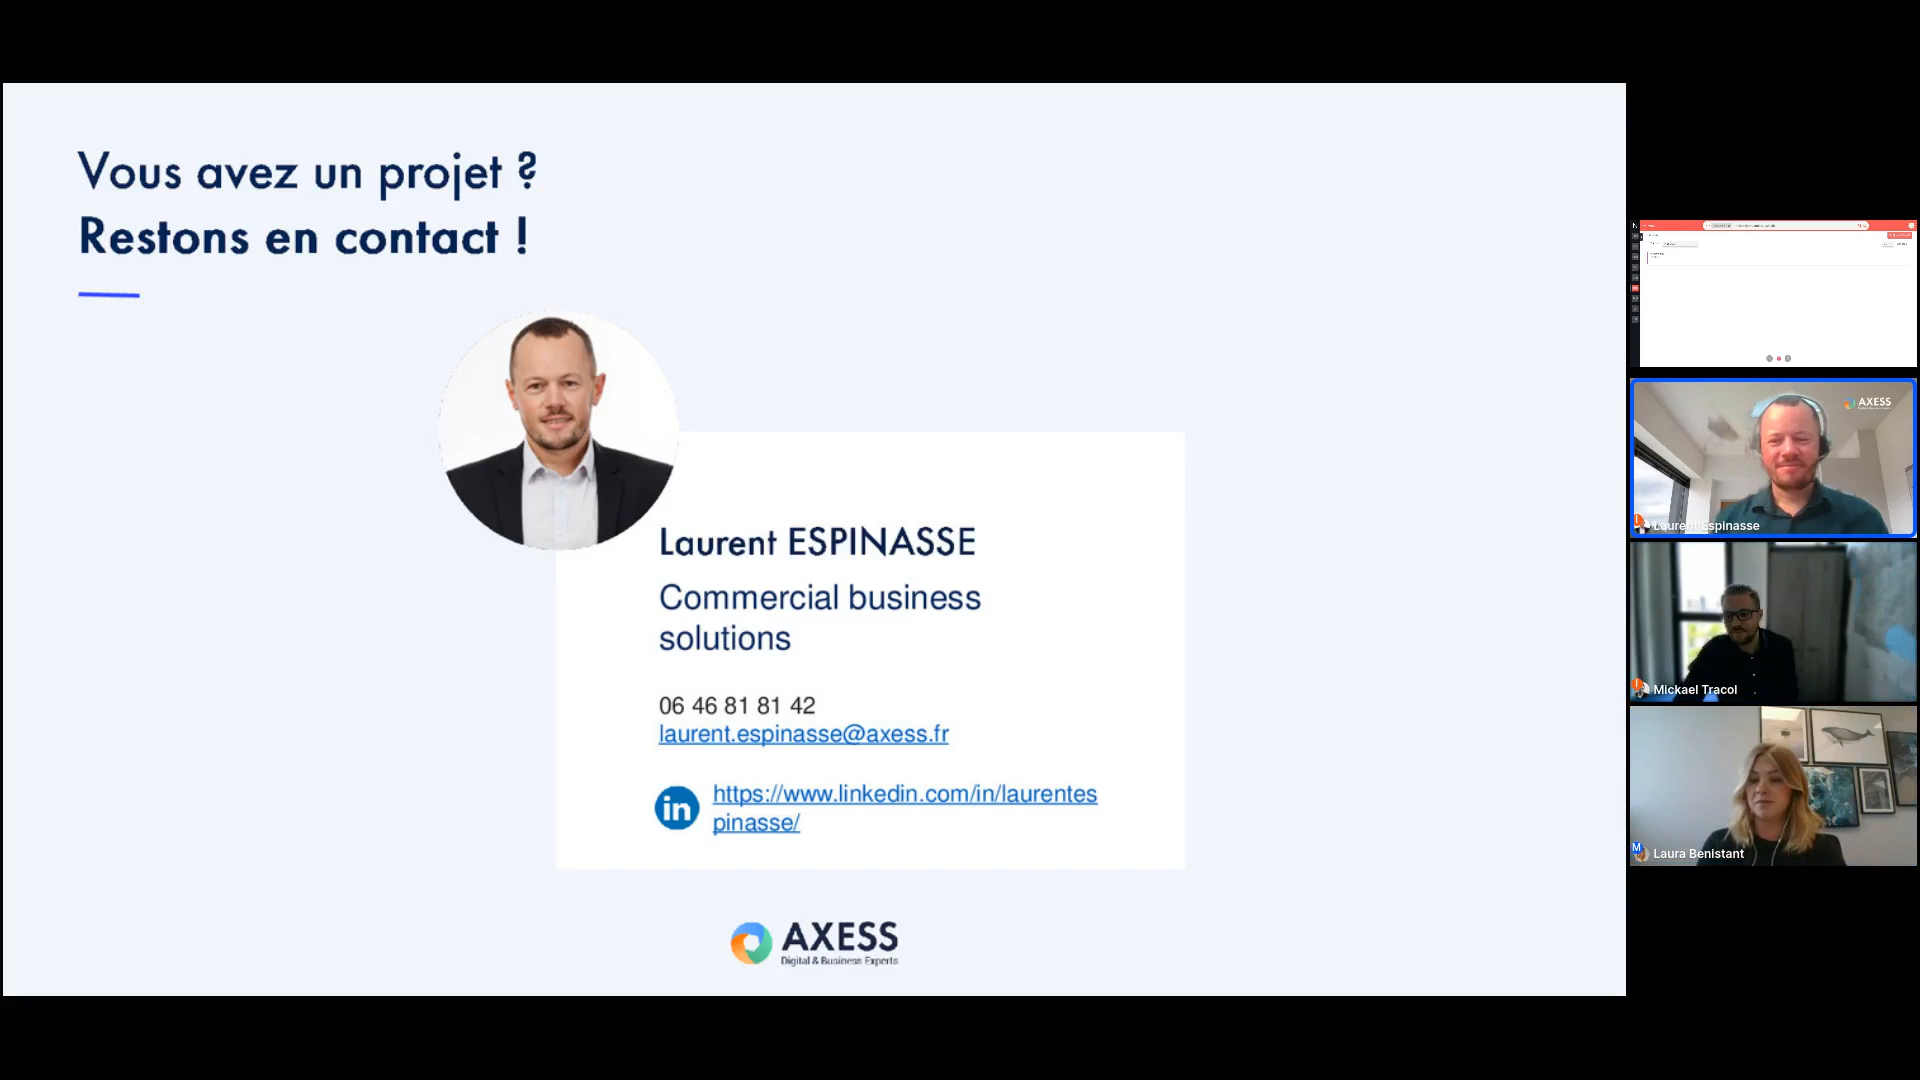 Vous avez un projet ?
Restons en contact !
Laurent ESPINASSE
Commercial business
solutions
06 46 81 81 42
laurent.espinasse@axess.fr
in
https://www.linkedin.com/in/laurentes
pinasse/
AXESS
Digital & Business Experts
AXESS
Laurent Espinasse
Mickael Tracol
M
Laura Benistant